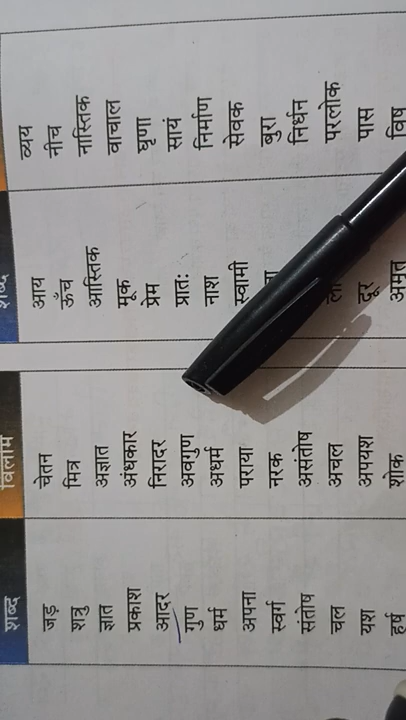 शब्द विलोम शब्द
जड़ चेतन आय व्यय
शत्रु मित्र ऊँच नीच
ज्ञात अज्ञात आस्तिक नास्तिक
प्रकाश अंधकार मूक वाचाल
आदर निरादर प्रेम घृणा
गुण अवगुण प्रातः सायं
धर्म अधर्म नाश निर्माण
अपना पराया स्वामी सेवक
स्वर्ग नरक बुरा
संतोष असंतोष निर्धन
चल अचल परलोक
यश अपयश दूर पास
हर्ष शोक अमृत विष